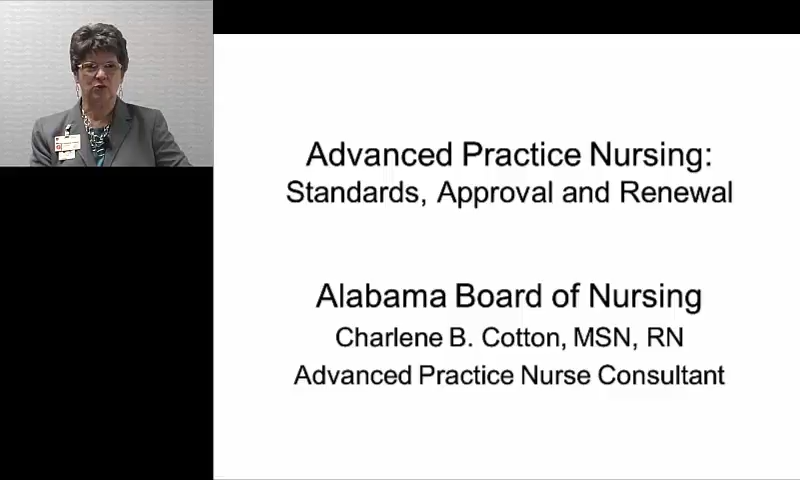 Advanced Practice Nursing:
Standards, Approval and Renewal
Alabama Board of Nursing
Charlene B. Cotton, MSN, RN
Advanced Practice Nurse Consultant